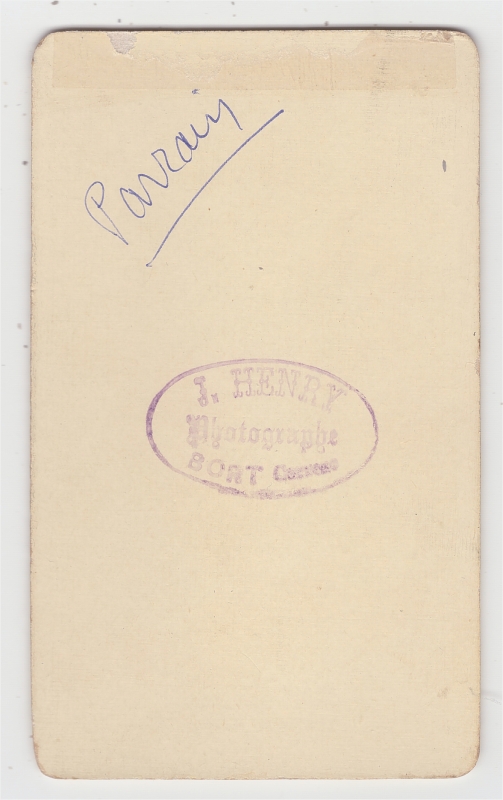 Parrain
J. HENRY
Photographe
BORT Corrèze